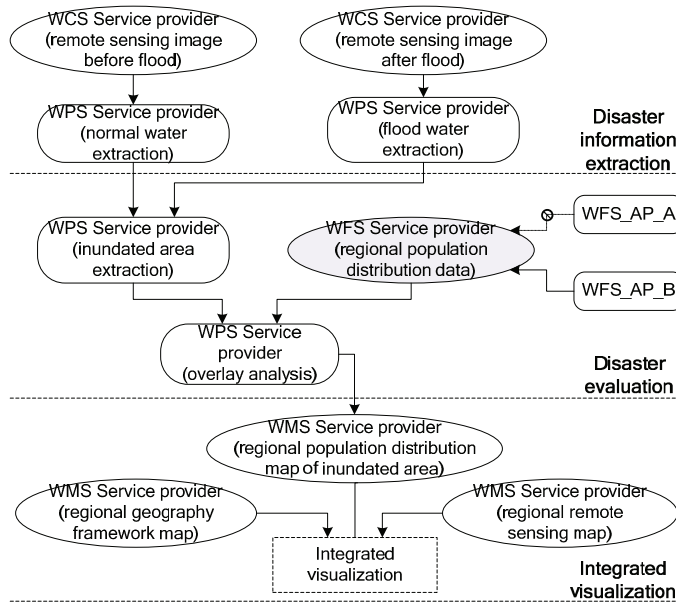 WCS Service provider
(remote sensing image
before flood)
WCS Service provider
(remote sensing image
after flood)
WPS Service provider
(normal water
extraction)
WPS Service provider
(flood water
extraction)
Disaster
information
extraction
WPS Service provider
(inundated area
extraction)
WFS Service provider
(regional population
distribution data)
WFS_AP_A
WFS_AP_B
WPS Service
provider
(overlay analysis)
Disaster
evaluation
WMS Service provider
(regional population distribution
map of inundated area)
WMS Service provider
(regional geography
framework map)
WMS Service provider
(regional remote
sensing map)
Integrated
visualization
Integrated
visualization